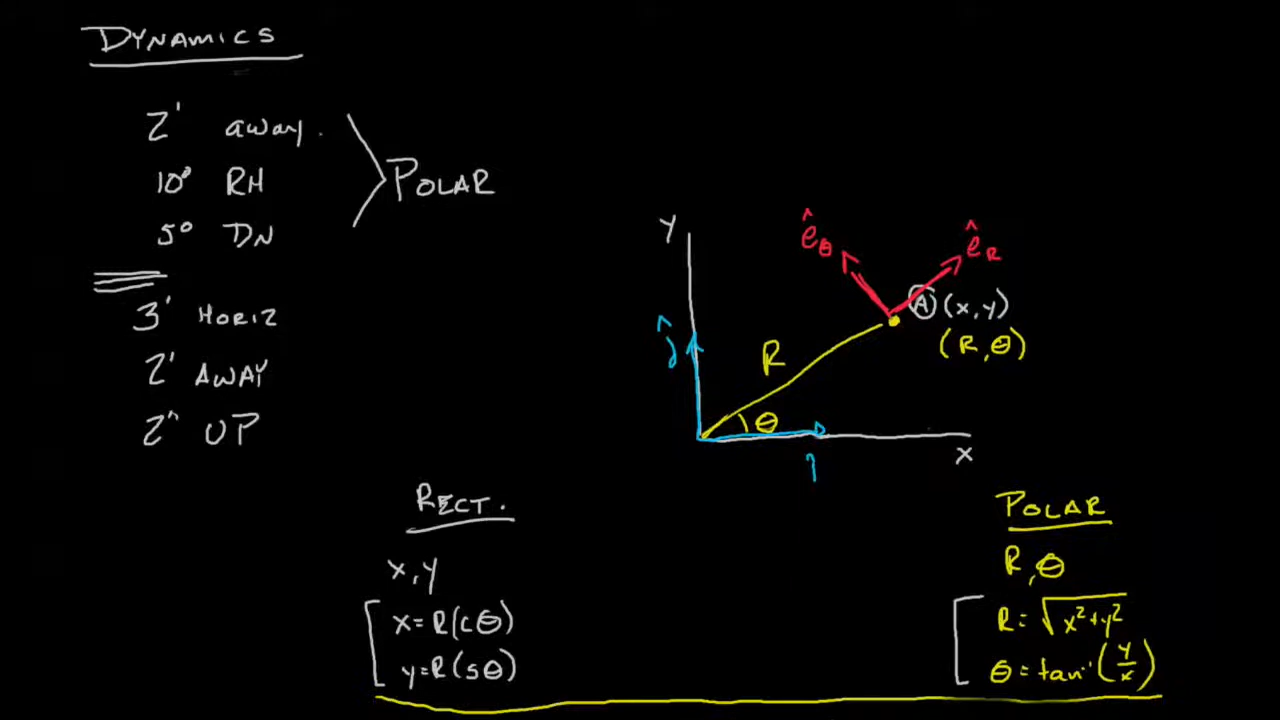 DYNAMICS
2' away.
10° RH
5° DN
POLAR
3' HORIZ
2' AWAY
2" UP
Y
ê_θ
ê_R
Ⓐ (x, y)
(R, θ)
ĵ
R
θ
î
X
RECT.
x, y
x = R(cθ)
y = R(sθ)
POLAR
R, θ
R = √x²+y²
θ = tan⁻¹(y/x)